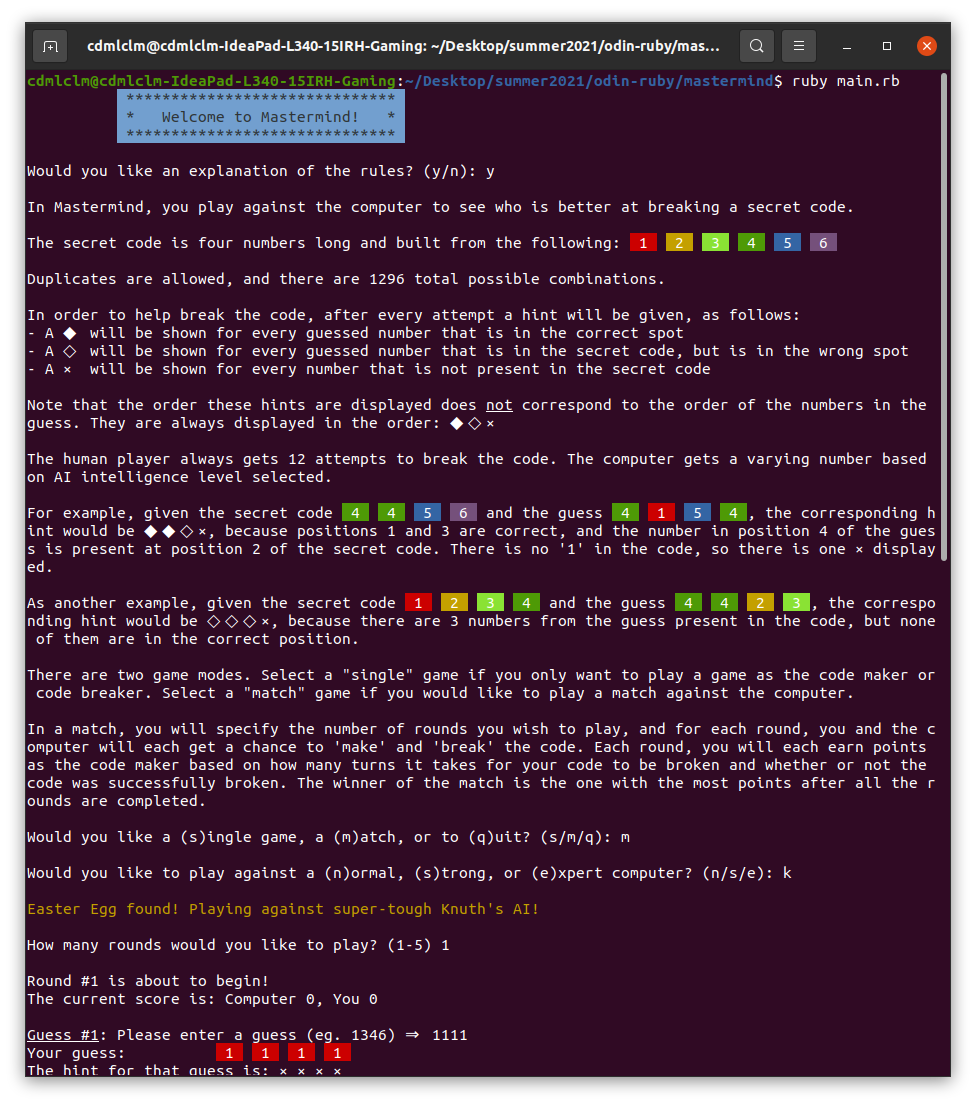 cdmlclm@cdmlclm-IdeaPad-L340-15IRH-Gaming: ~/Desktop/summer2021/odin-ruby/mas...
cdmlclm@cdmlclm-IdeaPad-L340-15IRH-Gaming:~/Desktop/summer2021/odin-ruby/mastermind$ ruby main.rb
******************************
*   Welcome to Mastermind!   *
******************************
Would you like an explanation of the rules? (y/n): y
In Mastermind, you play against the computer to see who is better at breaking a secret code.
The secret code is four numbers long and built from the following: 1 2 3 4 5 6
Duplicates are allowed, and there are 1296 total possible combinations.
In order to help break the code, after every attempt a hint will be given, as follows:
- A ◆ will be shown for every guessed number that is in the correct spot
- A ◇ will be shown for every guessed number that is in the secret code, but is in the wrong spot
- A × will be shown for every number that is not present in the secret code
Note that the order these hints are displayed does not correspond to the order of the numbers in the
guess. They are always displayed in the order: ◆◇×
The human player always gets 12 attempts to break the code. The computer gets a varying number based
on AI intelligence level selected.
For example, given the secret code 4 4 5 6 and the guess 4 1 5 4, the corresponding h
int would be ◆◆◇×, because positions 1 and 3 are correct, and the number in position 4 of the gues
s is present at position 2 of the secret code. There is no '1' in the code, so there is one × display
ed.
As another example, given the secret code 1 2 3 4 and the guess 4 4 2 3, the correspo
nding hint would be ◇◇◇×, because there are 3 numbers from the guess present in the code, but none
of them are in the correct position.
There are two game modes. Select a "single" game if you only want to play a game as the code maker or
code breaker. Select a "match" game if you would like to play a match against the computer.
In a match, you will specify the number of rounds you wish to play, and for each round, you and the c
omputer will each get a chance to 'make' and 'break' the code. Each round, you will each earn points
as the code maker based on how many turns it takes for your code to be broken and whether or not the
code was successfully broken. The winner of the match is the one with the most points after all the r
ounds are completed.
Would you like a (s)ingle game, a (m)atch, or to (q)uit? (s/m/q): m
Would you like to play against a (n)ormal, (s)trong, or (e)xpert computer? (n/s/e): k
Easter Egg found! Playing against super-tough Knuth's AI!
How many rounds would you like to play? (1-5) 1
Round #1 is about to begin!
The current score is: Computer 0, You 0
Guess #1: Please enter a guess (eg. 1346) ⇒ 1111
Your guess: 1 1 1 1
The hint for that guess is: × × × ×